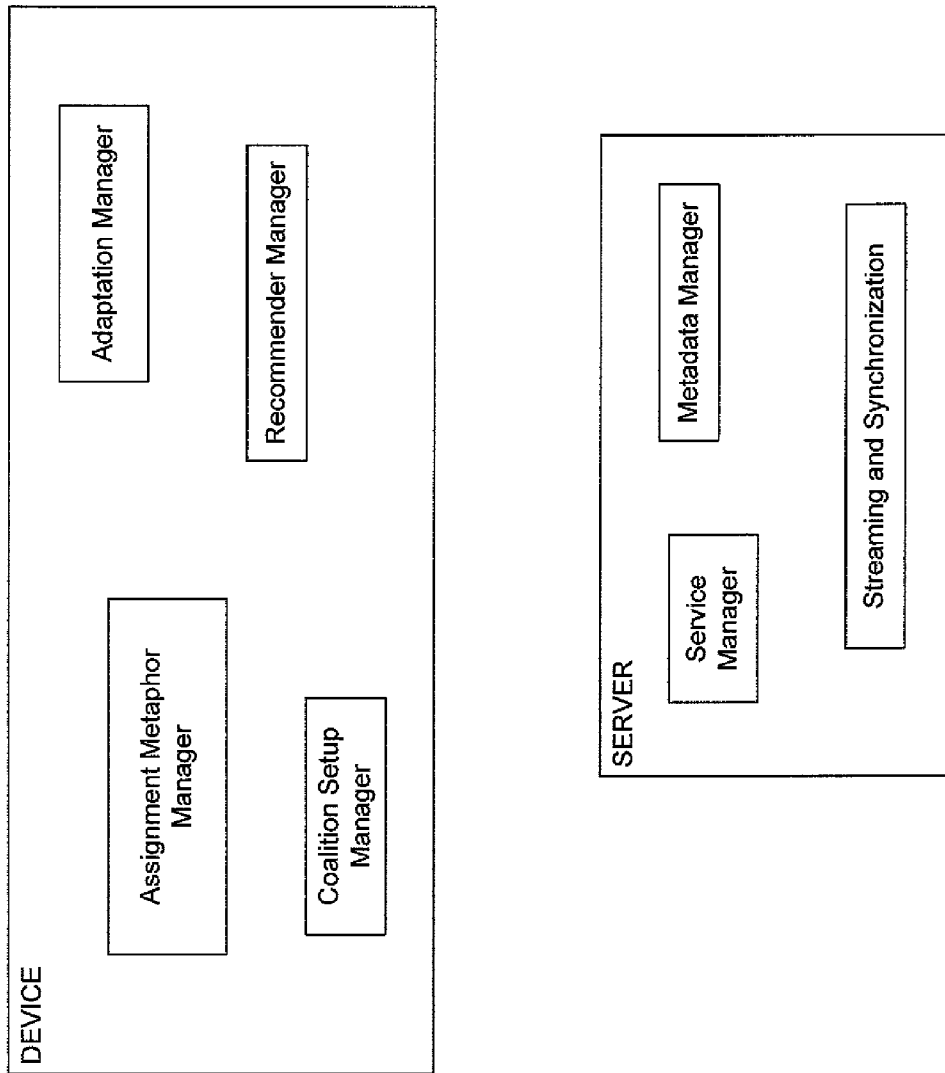 DEVICE
Assignment Metaphor
Manager
Adaptation Manager
Coalition Setup
Manager
Recommender Manager
SERVER
Service
Manager
Metadata Manager
Streaming and Synchronization